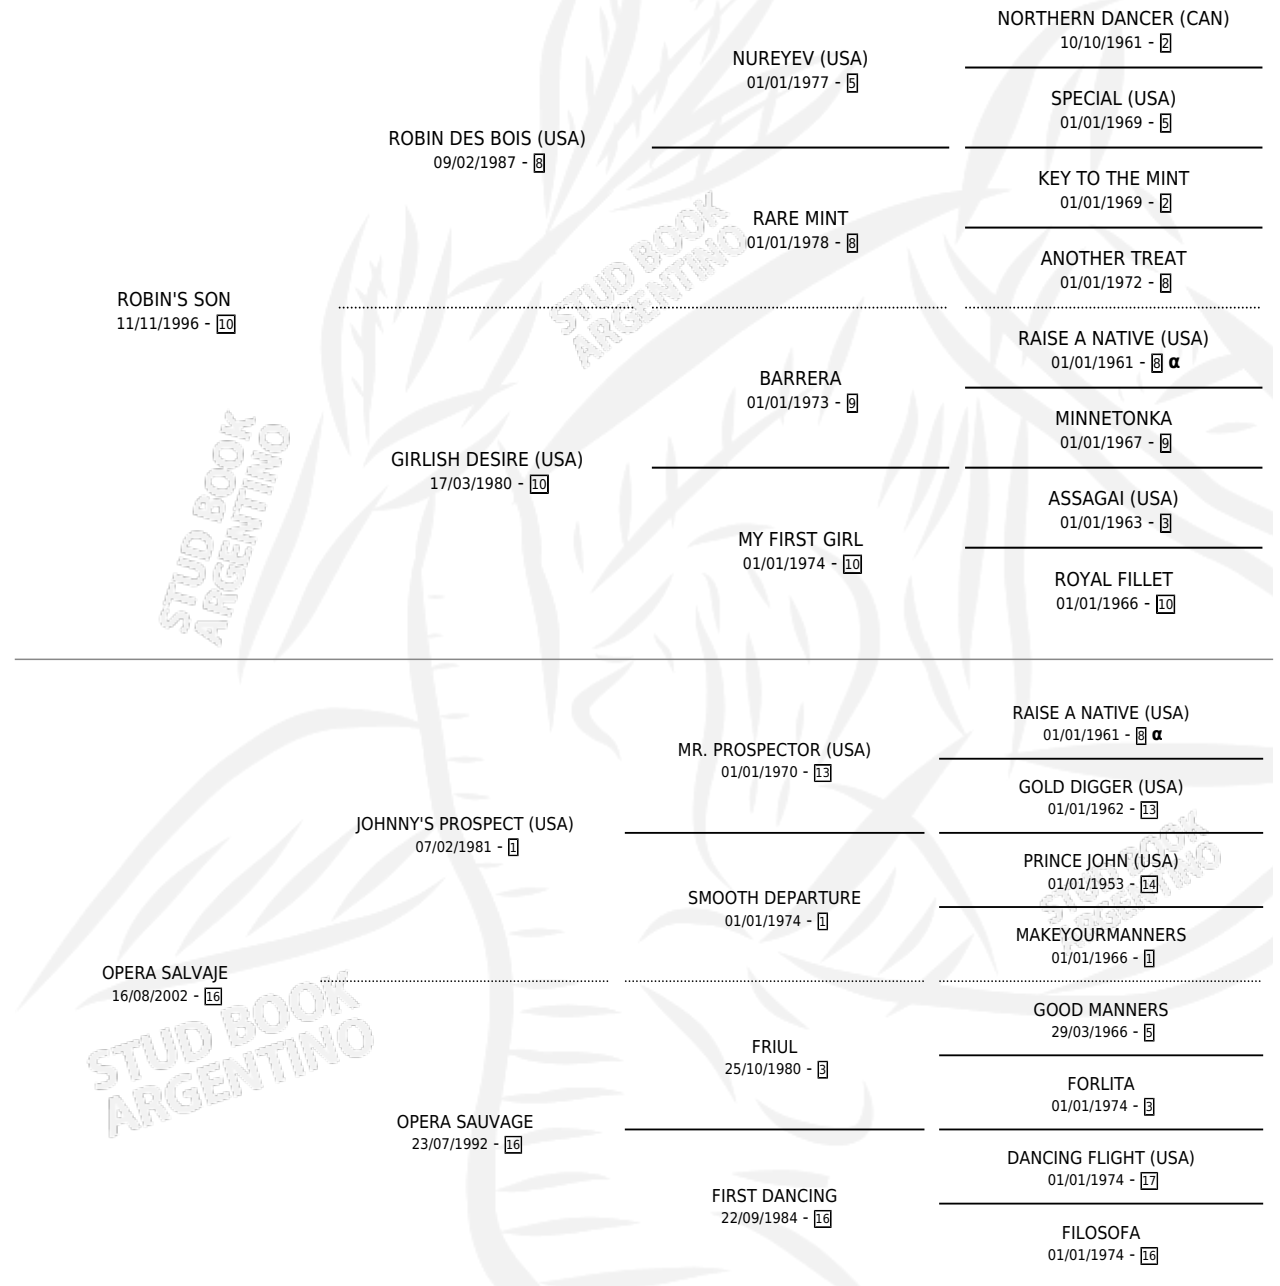 NORTHERN DANCER (CAN)
10/10/1961 - 2
NUREYEV (USA)
01/01/1977 - 5
SPECIAL (USA)
01/01/1969 - 5
ROBIN DES BOIS (USA)
09/02/1987 - 8
KEY TO THE MINT
01/01/1969 - 2
RARE MINT
01/01/1978 - 8
ANOTHER TREAT
01/01/1972 - 8
ROBIN'S SON
11/11/1996 - 10
RAISE A NATIVE (USA)
01/01/1961 - 8 α
BARRERA
01/01/1973 - 9
MINNETONKA
01/01/1967 - 9
GIRLISH DESIRE (USA)
17/03/1980 - 10
ASSAGAI (USA)
01/01/1963 - 3
MY FIRST GIRL
01/01/1974 - 10
ROYAL FILLET
01/01/1966 - 10
RAISE A NATIVE (USA)
01/01/1961 - 8 α
MR. PROSPECTOR (USA)
01/01/1970 - 13
GOLD DIGGER (USA)
01/01/1962 - 13
JOHNNY'S PROSPECT (USA)
07/02/1981 - 1
PRINCE JOHN (USA)
01/01/1953 - 14
SMOOTH DEPARTURE
01/01/1974 - 1
MAKEYOURMANNERS
01/01/1966 - 1
OPERA SALVAJE
16/08/2002 - 16
GOOD MANNERS
29/03/1966 - 5
FRIUL
25/10/1980 - 3
FORLITA
01/01/1974 - 3
OPERA SAUVAGE
23/07/1992 - 16
DANCING FLIGHT (USA)
01/01/1974 - 17
FIRST DANCING
22/09/1984 - 16
FILOSOFA
01/01/1974 - 16
STUD BOOK
ARGENTINO
STUD BOOK
ARGENTINO
STUD BOOK
ARGENTINO
STUD BOOK
ARGENTINO